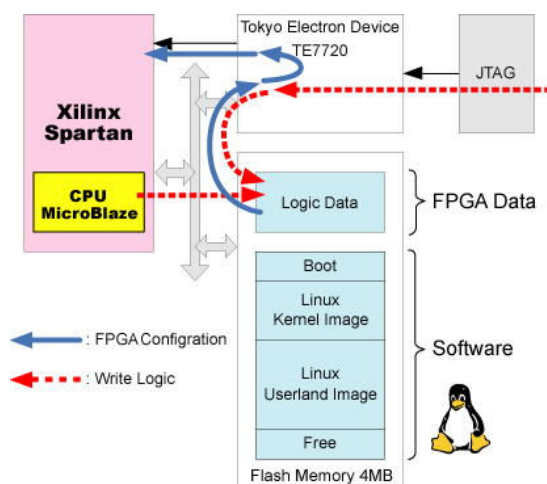 Tokyo Electron Device
TE7720
JTAG
Xilinx
Spartan
CPU
MicroBlaze
Logic Data
FPGA Data
Boot
Linux
Kernel Image
Linux
Userland Image
Free
Software
: FPGA Configration
: Write Logic
Flash Memory 4MB